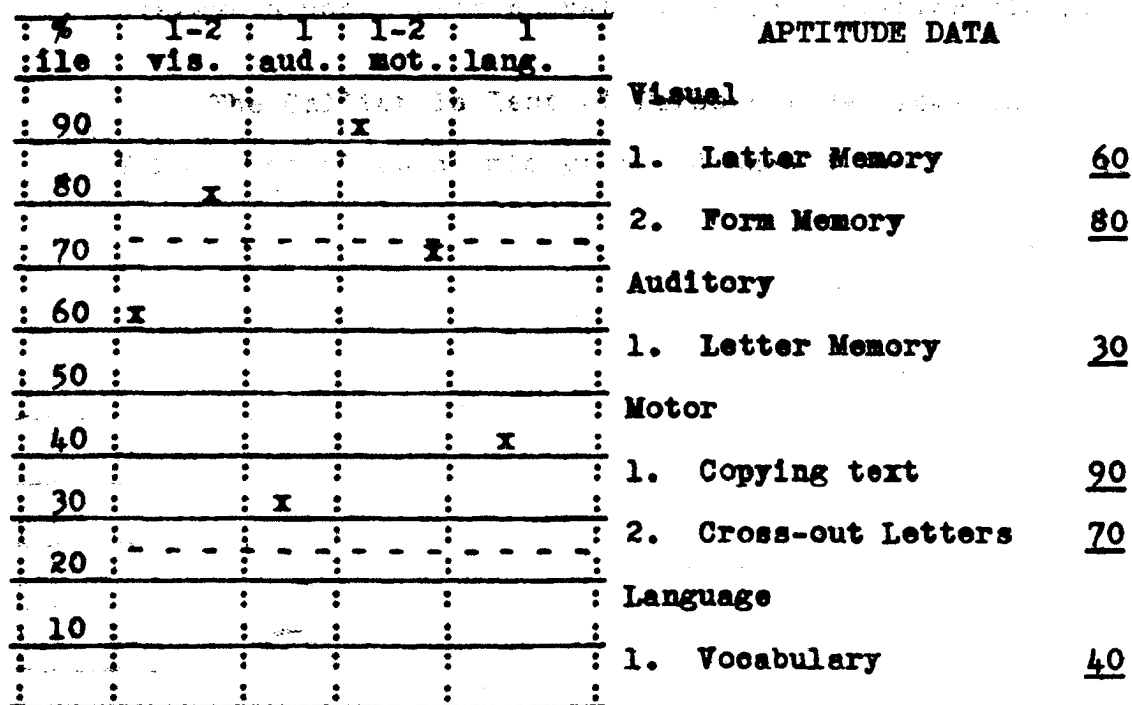 % 1-2 1 1-2 1
ile vis. aud. mot. lang.
90 x
80 x
70 x
60 x
50
40 x
30 x
20
10
APTITUDE DATA
Visual
1. Letter Memory 60
2. Form Memory 80
Auditory
1. Letter Memory 30
Motor
1. Copying text 90
2. Cross-out Letters 70
Language
1. Vocabulary 40